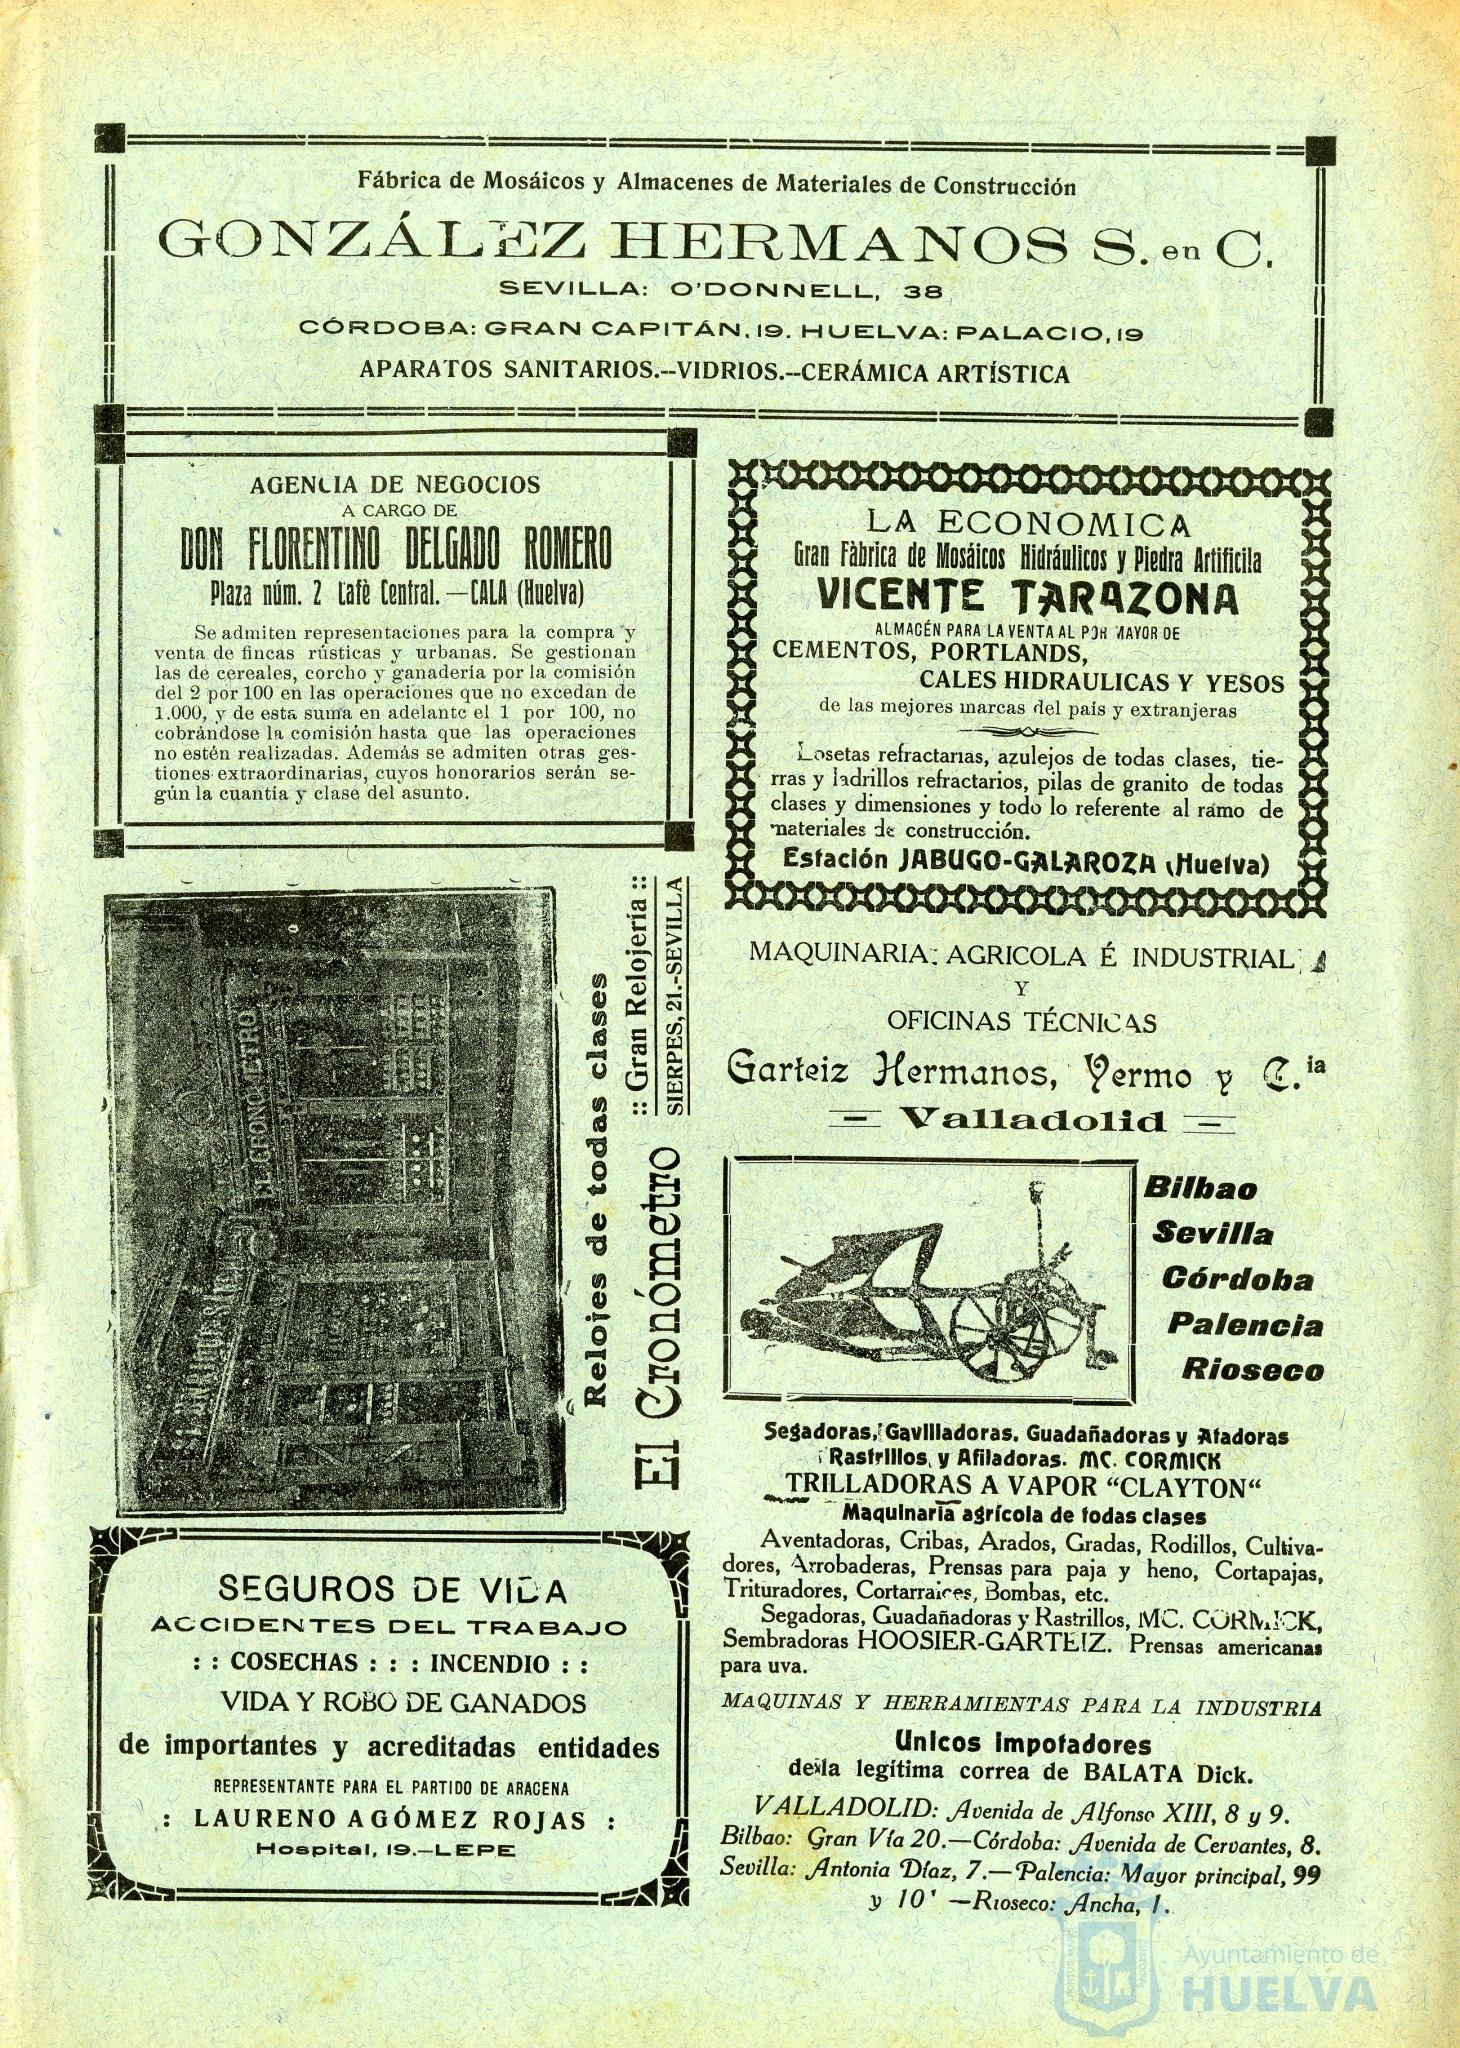 Fábrica de Mosáicos y Almacenes de Materiales de Construcción
GONZÁLEZ HERMANOS S. en C.
SEVILLA: O'DONNELL, 38
CÓRDOBA: GRAN CAPITÁN, 19. HUELVA: PALACIO, 19
APARATOS SANITARIOS.--VIDRIOS.--CERÁMICA ARTÍSTICA
AGENCIA DE NEGOCIOS
A CARGO DE
DON FLORENTINO DELGADO ROMERO
Plaza núm. 2 Cafè Central.—CALA (Huelva)
Se admiten representaciones para la compra y
venta de fincas rústicas y urbanas. Se gestionan
las de cereales, corcho y ganadería por la comisión
del 2 por 100 en las operaciones que no excedan de
1.000, y de esta suma en adelante el 1 por 100, no
cobrándose la comisión hasta que las operaciones
no estén realizadas. Además se admiten otras ges-
tiones extraordinarias, cuyos honorarios serán se-
gún la cuantia y clase del asunto.
LA ECONOMICA
Gran Fàbrica de Mosáicos Hidráulicos y Piedra Artificila
VICENTE TARAZONA
ALMACÉN PARA LA VENTA AL POR MAYOR DE
CEMENTOS, PORTLANDS,
CALES HIDRAULICAS Y YESOS
de las mejores marcas del país y extranjeras
Losetas refractarias, azulejos de todas clases, tie-
rras y ladrillos refractarios, pilas de granito de todas
clases y dimensiones y todo lo referente al ramo de
materiales de construcción.
Estación JABUGO-GALAROZA (Huelva)
EL CRONOMETRO
Relojes de todas clases
El Cronómetro
:: Gran Relojería ::
SIERPES, 21.-SEVILLA
SEGUROS DE VIDA
ACCIDENTES DEL TRABAJO
: : COSECHAS : : : INCENDIO : :
VIDA Y ROBO DE GANADOS
de importantes y acreditadas entidades
REPRESENTANTE PARA EL PARTIDO DE ARACENA
: LAURENO AGÓMEZ ROJAS :
Hospital, 19.—LEPE
MAQUINARIA: AGRICOLA É INDUSTRIAL
Y
OFICINAS TÉCNICAS
Garteiz Hermanos, Yermo y C.ia
Valladolid
Bilbao
Sevilla
Córdoba
Palencia
Rioseco
Segadoras, Gavilladoras, Guadañadoras y Atadoras
Rastrillos, y Afiladoras. MC. CORMICK
TRILLADORAS A VAPOR "CLAYTON"
Maquinaria agrícola de todas clases
Aventadoras, Cribas, Arados, Gradas, Rodillos, Cultiva-
dores, Arrobaderas, Prensas para paja y heno, Cortapajas,
Trituradores, Cortarraices, Bombas, etc.
Segadoras, Guadañadoras y Rastrillos, MC. CORMICK,
Sembradoras HOOSIER-GARTEIZ. Prensas americanas
para uva.
MAQUINAS Y HERRAMIENTAS PARA LA INDUSTRIA
Unicos Impotadores
de la legítima correa de BALATA Dick.
VALLADOLID: Avenida de Alfonso XIII, 8 y 9.
Bilbao: Gran Vía 20.—Córdoba: Avenida de Cervantes, 8.
Sevilla: Antonia Díaz, 7.—Palencia: Mayor principal, 99
y —Rioseco: Ancha, 1.
Ayuntamiento de
HUELVA